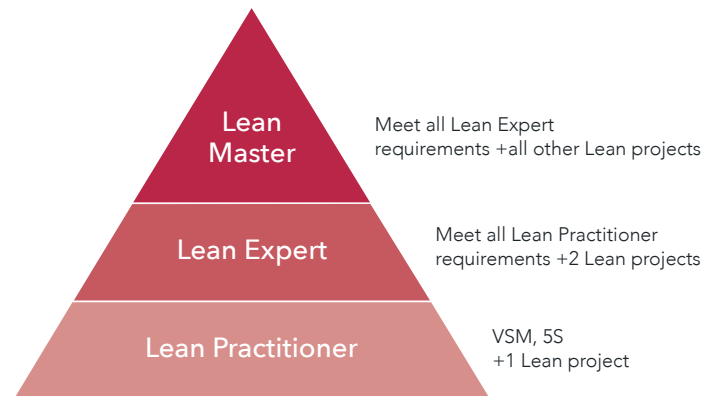 Lean
Master
Meet all Lean Expert
requirements +all other Lean projects
Lean Expert
Meet all Lean Practitioner
requirements +2 Lean projects
Lean Practitioner
VSM, 5S
+1 Lean project